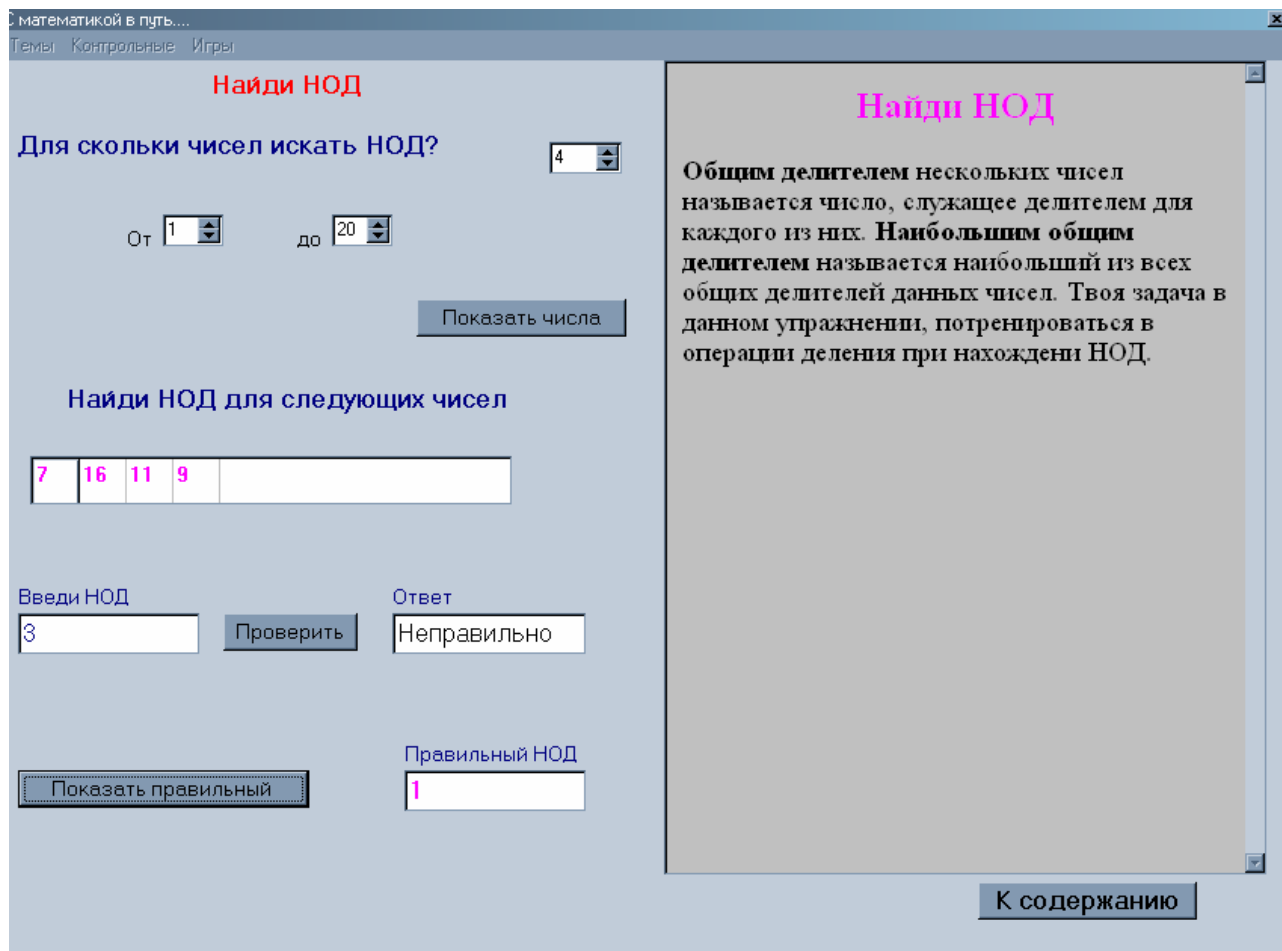 С математикой в путь....
Темы Контрольные Игры
Найди НОД
Для скольки чисел искать НОД?
4
От 1 до 20
Показать числа
Найди НОД для следующих чисел
7 16 11 9
Введи НОД
3
Проверить
Ответ
Неправильно
Показать правильный
Правильный НОД
1
Найди НОД
Общим делителем нескольких чисел
называется число, служащее делителем для
каждого из них. Наибольшим общим
делителем называется наибольший из всех
общих делителей данных чисел. Твоя задача в
данном упражнении, потренироваться в
операции деления при нахождени НОД.
К содержанию